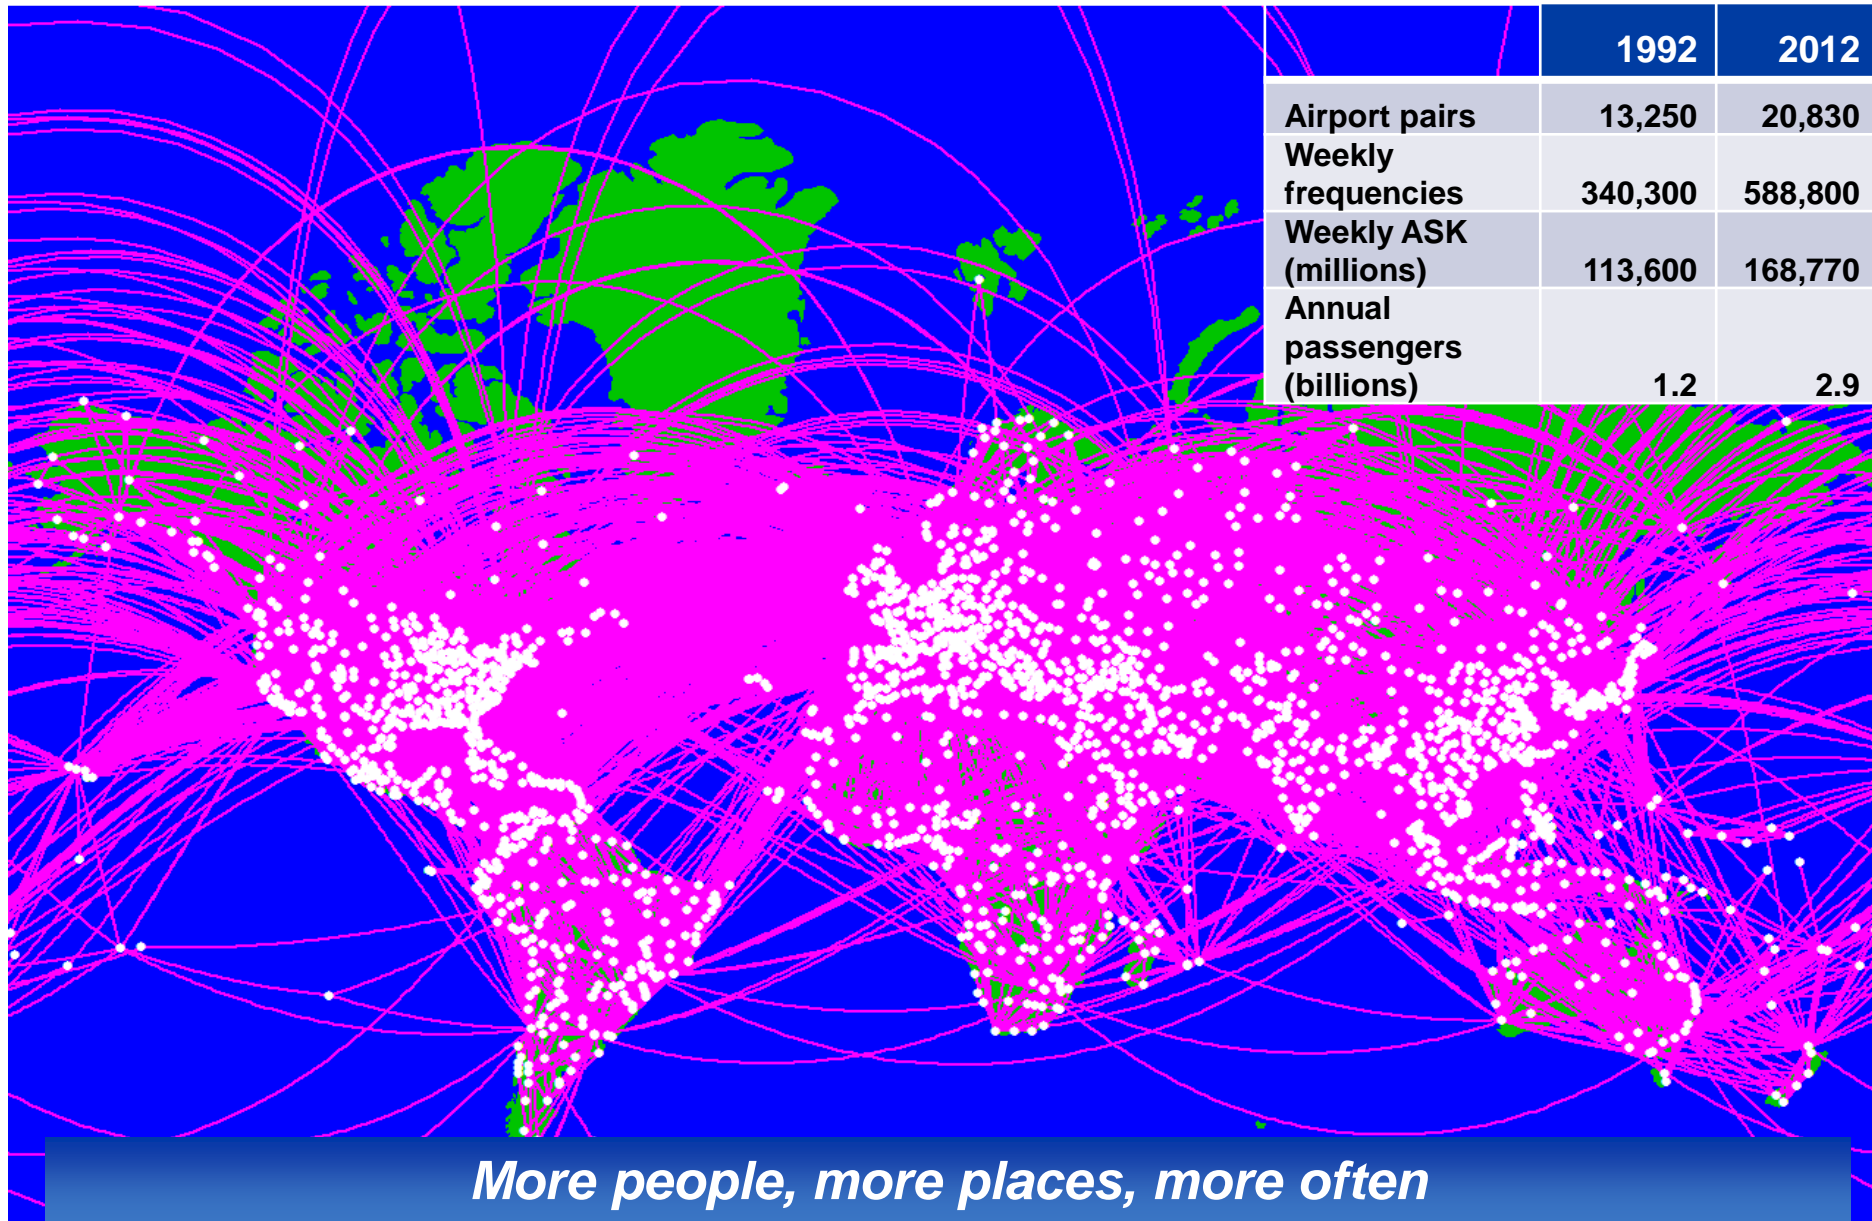 1992 2012
Airport pairs 13,250 20,830
Weekly
frequencies 340,300 588,800
Weekly ASK
(millions) 113,600 168,770
Annual
passengers
(billions) 1.2 2.9
More people, more places, more often